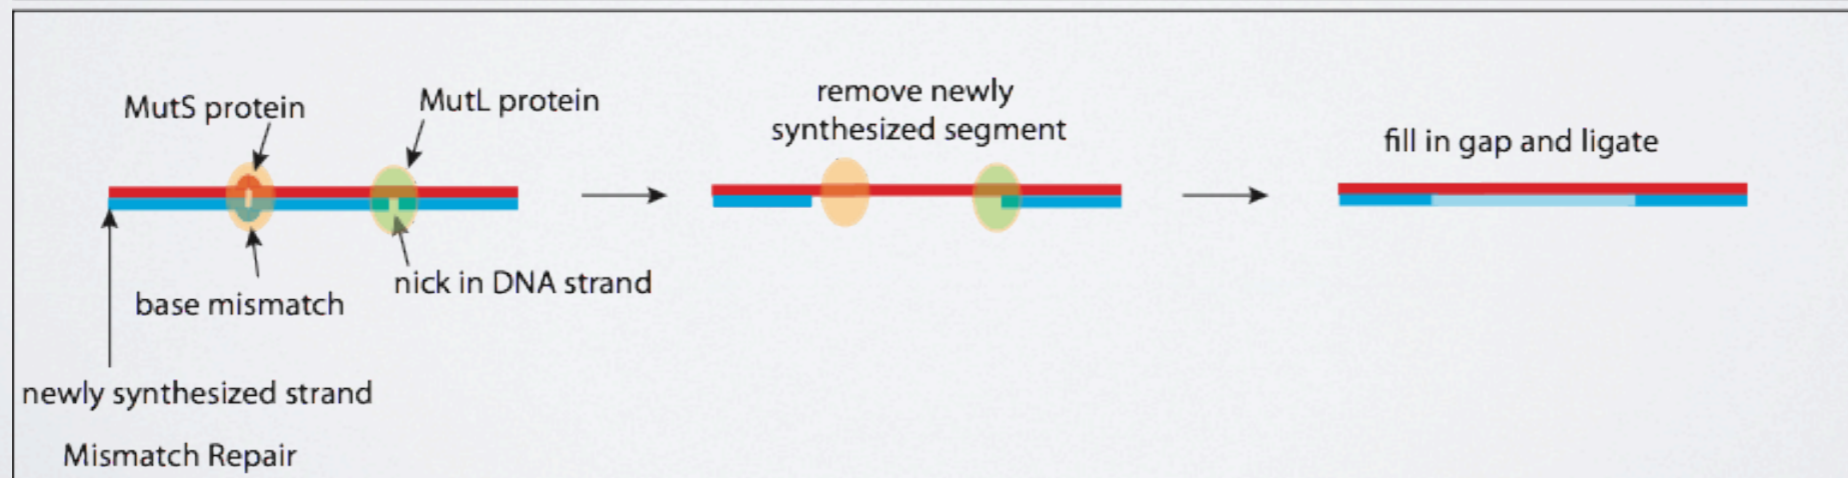 MutS protein
MutL protein
base mismatch
nick in DNA strand
newly synthesized strand
remove newly
synthesized segment
fill in gap and ligate
Mismatch Repair